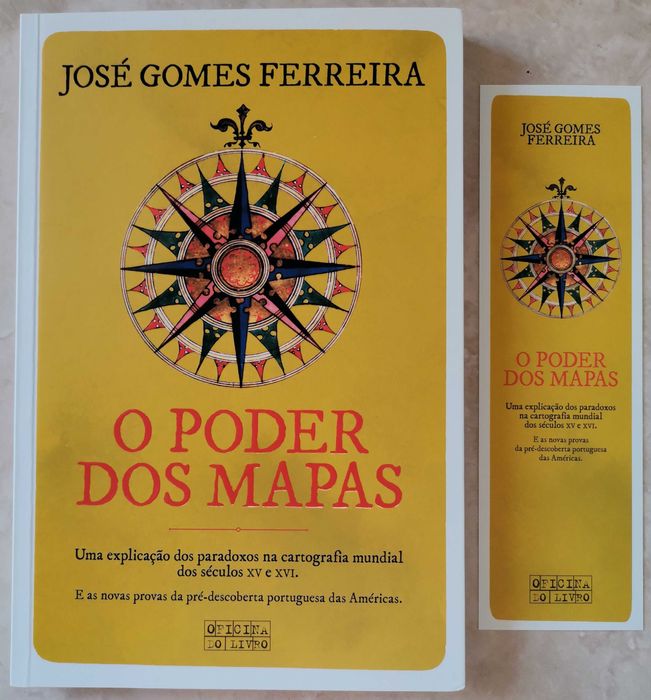 JOSÉ GOMES FERREIRA
O PODER
DOS MAPAS
Uma explicação dos paradoxos na cartografia mundial
dos séculos XV e XVI.
E as novas provas da pré-descoberta portuguesa das Américas.
OFICINA
DO LIVRO
JOSÉ GOMES
FERREIRA
O PODER
DOS MAPAS
Uma explicação dos paradoxos
na cartografia mundial
dos séculos XV e XVI.
E as novas provas
da pré-descoberta portuguesa
das Américas.
OFICINA
DO LIVRO